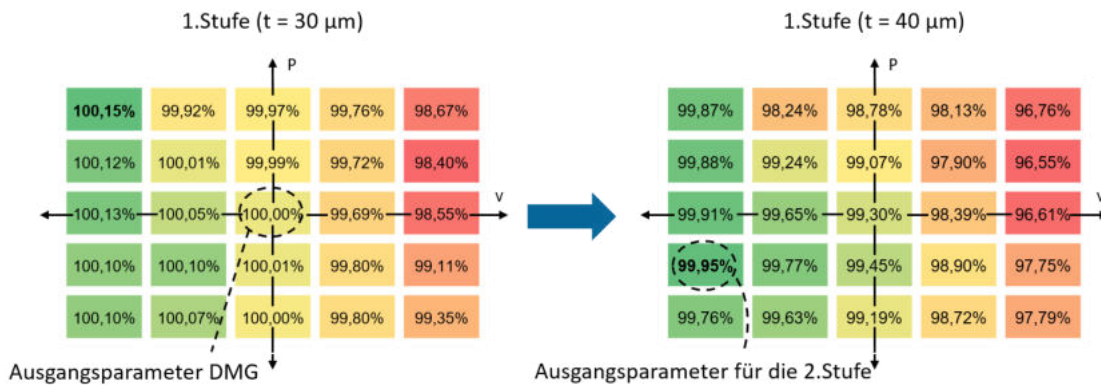 1.Stufe (t = 30 µm)
1.Stufe (t = 40 µm)
P
100,15% 99,92% 99,97% 99,76% 98,67%
100,12% 100,01% 99,99% 99,72% 98,40%
100,13% 100,05% 100,00% 99,69% 98,55%
v
100,10% 100,10% 100,01% 99,80% 99,11%
100,10% 100,07% 100,00% 99,80% 99,35%
Ausgangsparameter DMG
P
99,87% 98,24% 98,78% 98,13% 96,76%
99,88% 99,24% 99,07% 97,90% 96,55%
99,91% 99,65% 99,30% 98,39% 96,61%
v
99,95% 99,77% 99,45% 98,90% 97,75%
99,76% 99,63% 99,19% 98,72% 97,79%
Ausgangsparameter für die 2.Stufe